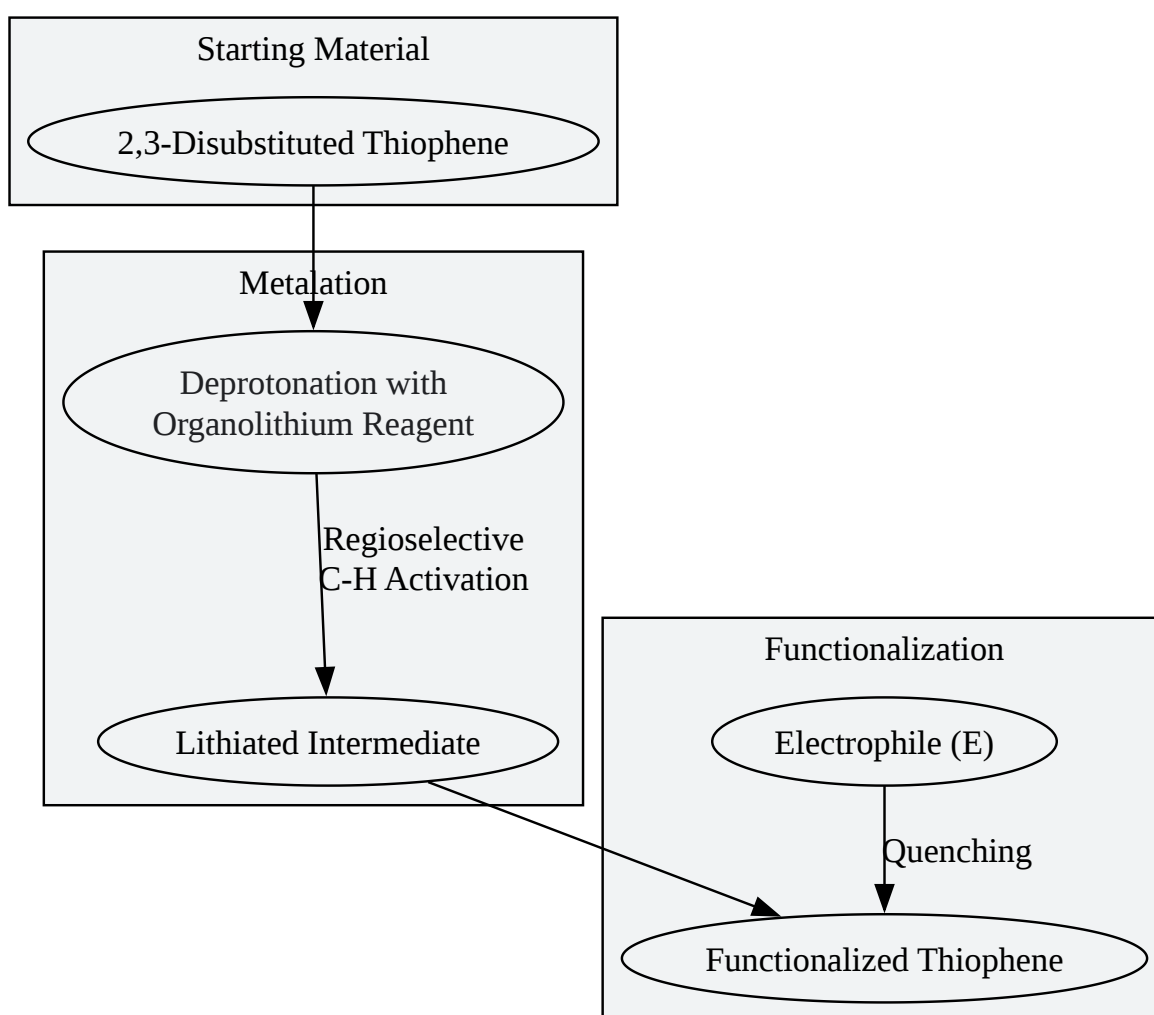 Starting Material
2,3-Disubstituted Thiophene
Metalation
Deprotonation with
Organolithium Reagent
Regioselective
C-H Activation
Lithiated Intermediate
Functionalization
Electrophile (E)
Quenching
Functionalized Thiophene